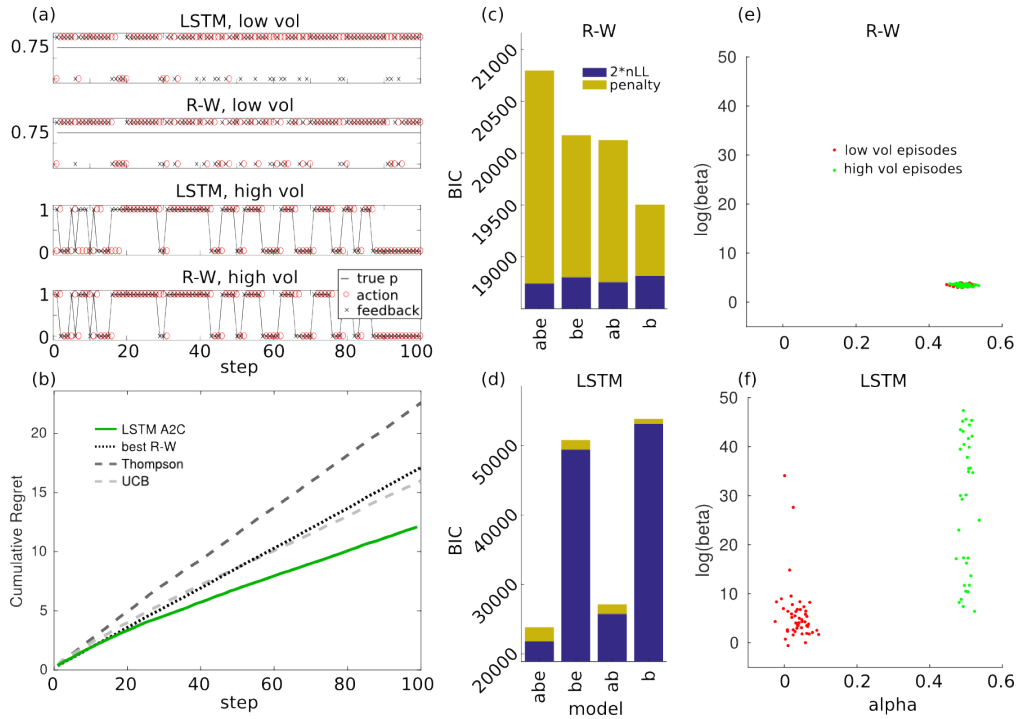 (a)
LSTM, low vol
0.75
R-W, low vol
0.75
LSTM, high vol
1
0
R-W, high vol
1
0
true p
action
feedback
0 20 40 60 80 100
step
(b)
20
15
10
5
0
LSTM A2C
best R-W
Thompson
UCB
Cumulative Regret
0 20 40 60 80 100
step
(c)
R-W
21000
20500
20000
19500
19000
BIC
2*nLL
penalty
abe be ab b
(d)
LSTM
50000
40000
30000
20000
BIC
abe be ab b
model
(e)
R-W
50
40
30
20
10
0
log(beta)
low vol episodes
high vol episodes
0 0.2 0.4 0.6
(f)
LSTM
50
40
30
20
10
0
log(beta)
0 0.2 0.4 0.6
alpha